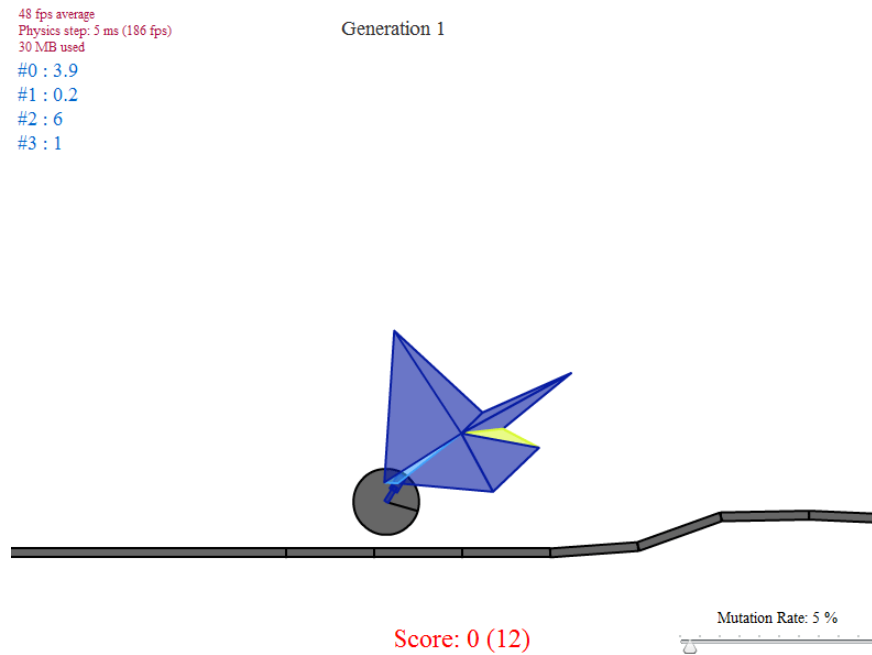 48 fps average
Physics step: 5 ms (186 fps)
30 MB used
Generation 1
#0 : 3.9
#1 : 0.2
#2 : 6
#3 : 1
Mutation Rate: 5 %
Score: 0 (12)